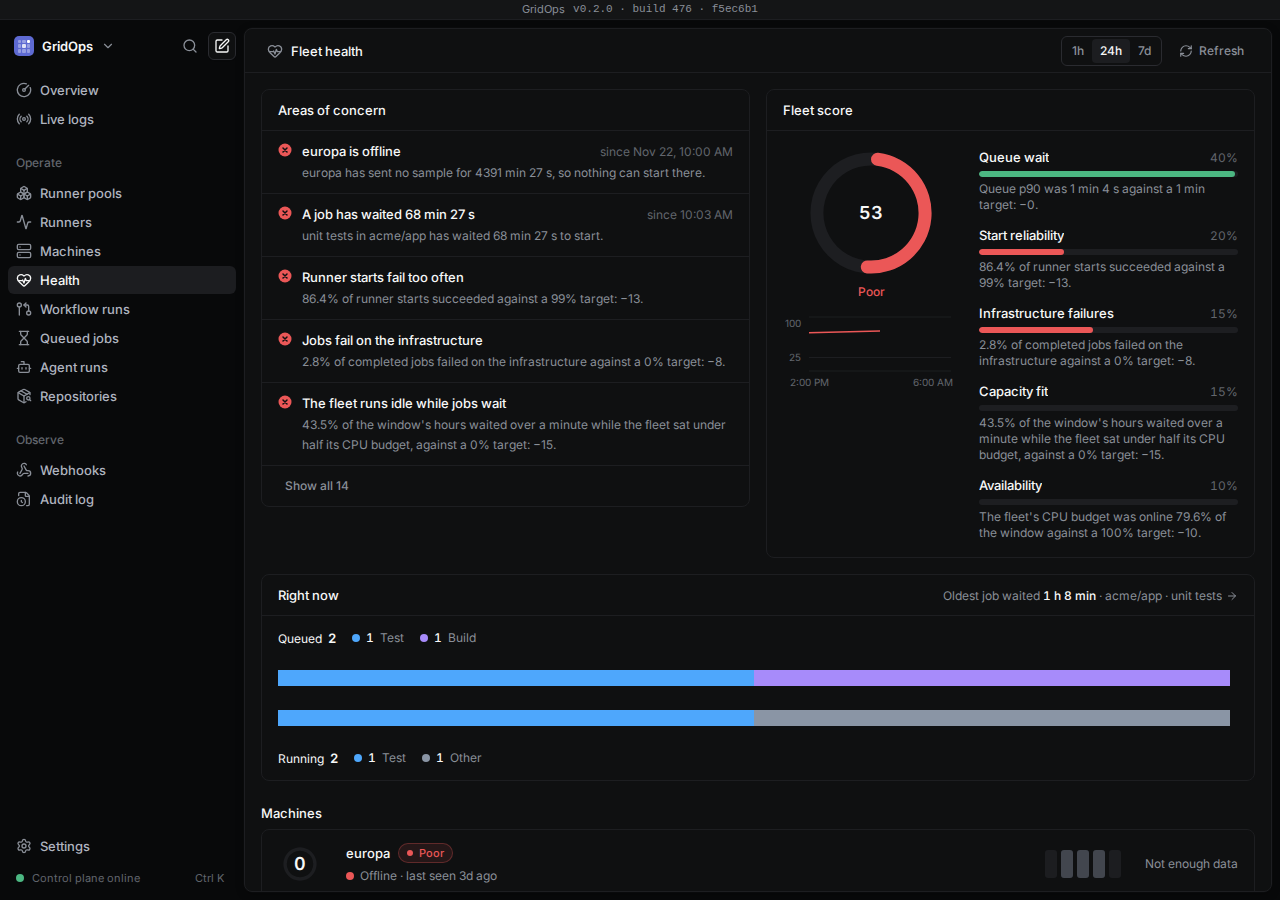 GridOps v0.2.0 · build 476 · f5ec6b1
GridOps
Overview
Live logs
Operate
Runner pools
Runners
Machines
Health
Workflow runs
Queued jobs
Agent runs
Repositories
Observe
Webhooks
Audit log
Settings
Control plane online Ctrl K
Fleet health
1h 24h 7d Refresh
Areas of concern
europa is offline since Nov 22, 10:00 AM
europa has sent no sample for 4391 min 27 s, so nothing can start there.
A job has waited 68 min 27 s since 10:03 AM
unit tests in acme/app has waited 68 min 27 s to start.
Runner starts fail too often
86.4% of runner starts succeeded against a 99% target: −13.
Jobs fail on the infrastructure
2.8% of completed jobs failed on the infrastructure against a 0% target: −8.
The fleet runs idle while jobs wait
43.5% of the window's hours waited over a minute while the fleet sat under
half its CPU budget, against a 0% target: −15.
Show all 14
Fleet score
53
Poor
100
25
2:00 PM 6:00 AM
Queue wait 40%
Queue p90 was 1 min 4 s against a 1 min
target: −0.
Start reliability 20%
86.4% of runner starts succeeded against a
99% target: −13.
Infrastructure failures 15%
2.8% of completed jobs failed on the
infrastructure against a 0% target: −8.
Capacity fit 15%
43.5% of the window's hours waited over a
minute while the fleet sat under half its CPU
budget, against a 0% target: −15.
Availability 10%
The fleet's CPU budget was online 79.6% of
the window against a 100% target: −10.
Right now Oldest job waited 1 h 8 min · acme/app · unit tests →
Queued 2 1 Test 1 Build
Running 2 1 Test 1 Other
Machines
0 europa Poor
Offline · last seen 3d ago
Not enough data